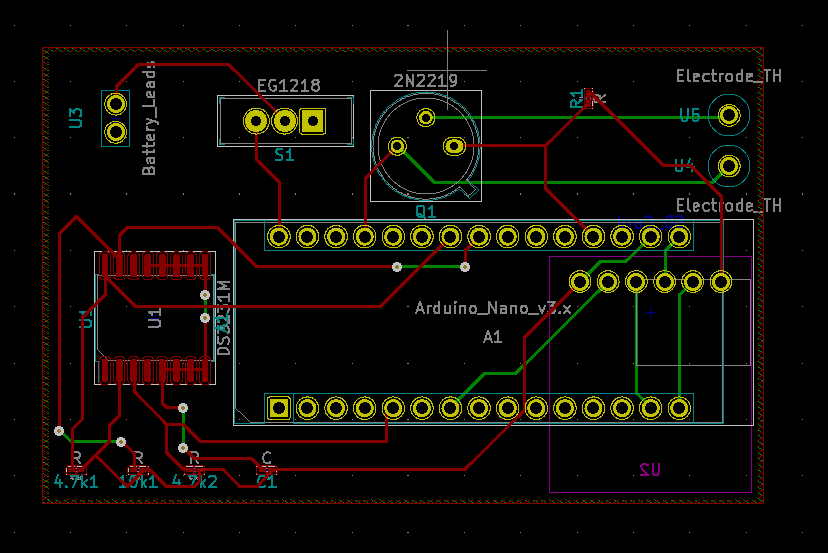 Electrode_TH
2N2219
EG1218
Battery_Leads
U3
R1
R
U5
S1
U4
Electrode_TH
Q1
U1
U1
DS3231M
Arduino_Nano_v3.x
A1
R
R
R
C
4.7k1
10k1
4.7k2
C1
U2